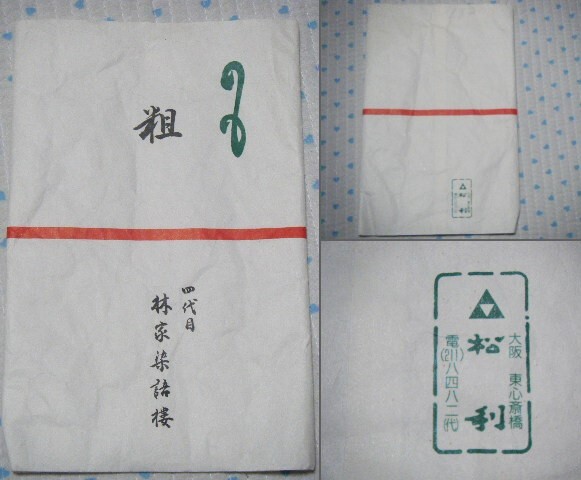 粗
四代目
林家染語楼
大阪 東心斎橋
松利
電(211)八四八二(代)